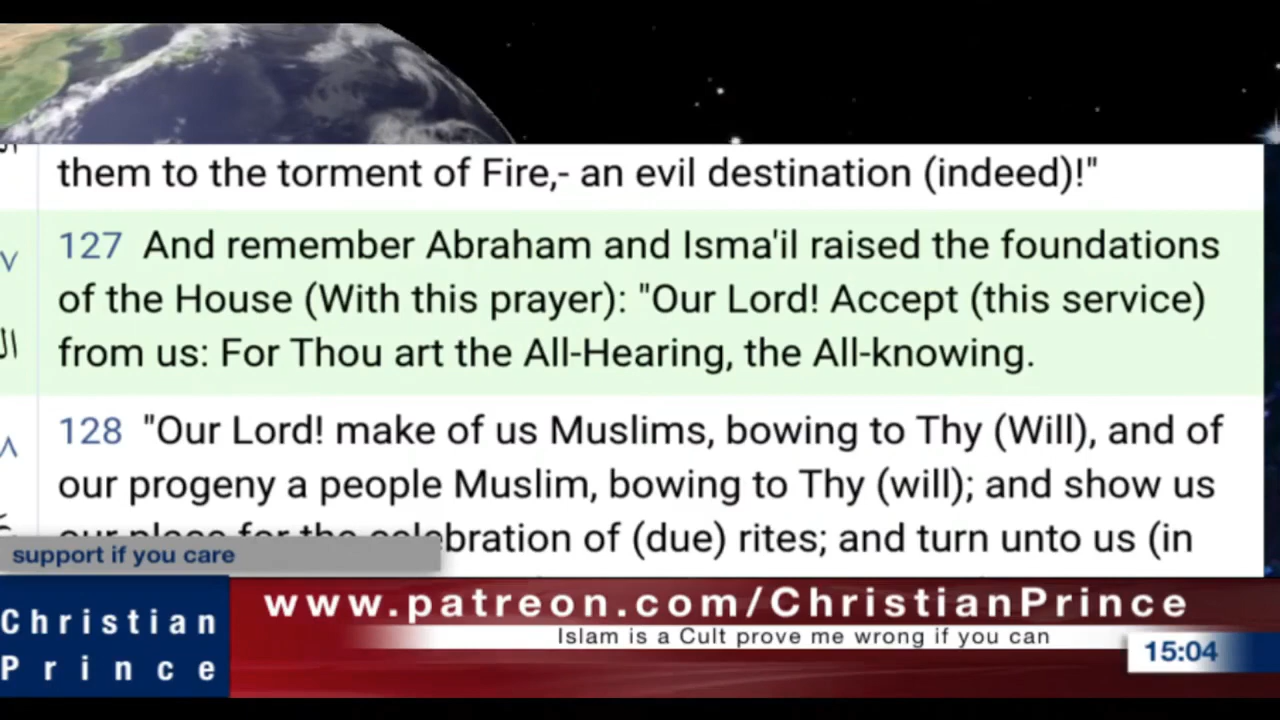 them to the torment of Fire,- an evil destination (indeed)!"
127 And remember Abraham and Isma'il raised the foundations
of the House (With this prayer): "Our Lord! Accept (this service)
from us: For Thou art the All-Hearing, the All-knowing.
128 "Our Lord! make of us Muslims, bowing to Thy (Will), and of
our progeny a people Muslim, bowing to Thy (will); and show us
our place for the celebration of (due) rites; and turn unto us (in
support if you care
Christian
Prince
www.patreon.com/ChristianPrince
Islam is a Cult prove me wrong if you can
15:04